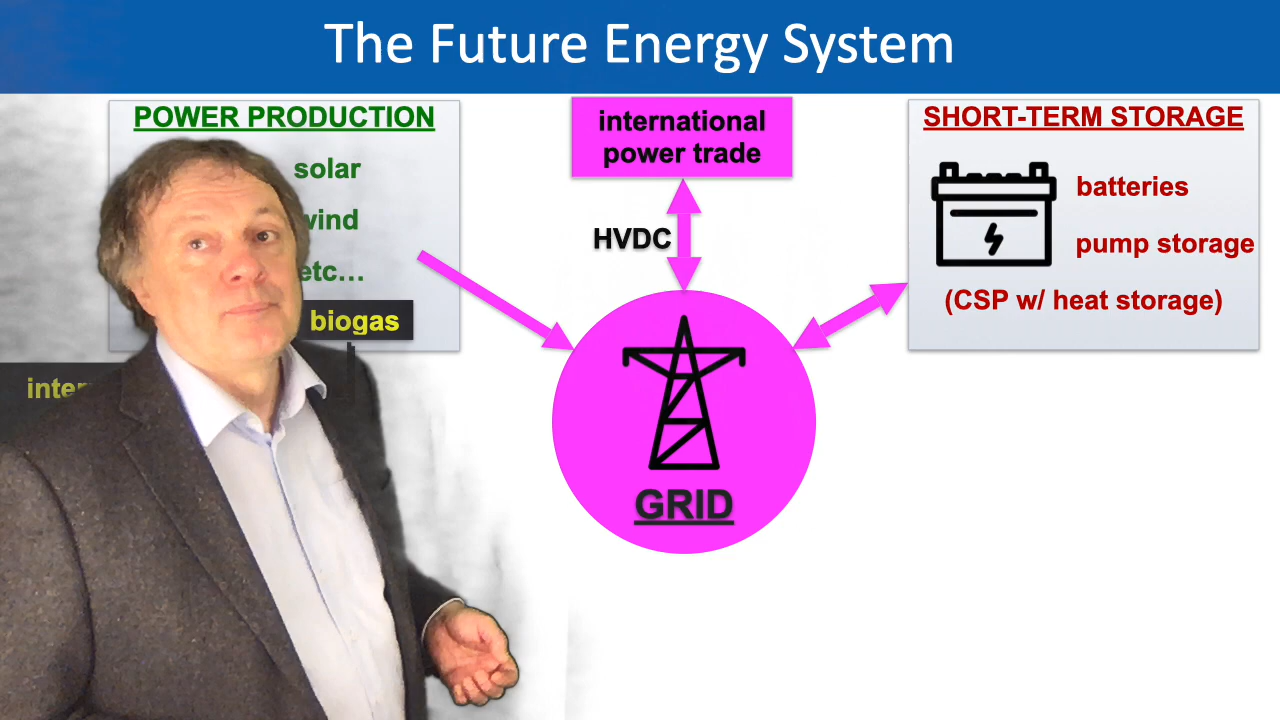 The Future Energy System
POWER PRODUCTION
solar
wind
etc…
biogas
international
power trade
HVDC
GRID
SHORT-TERM STORAGE
batteries
pump storage
(CSP w/ heat storage)